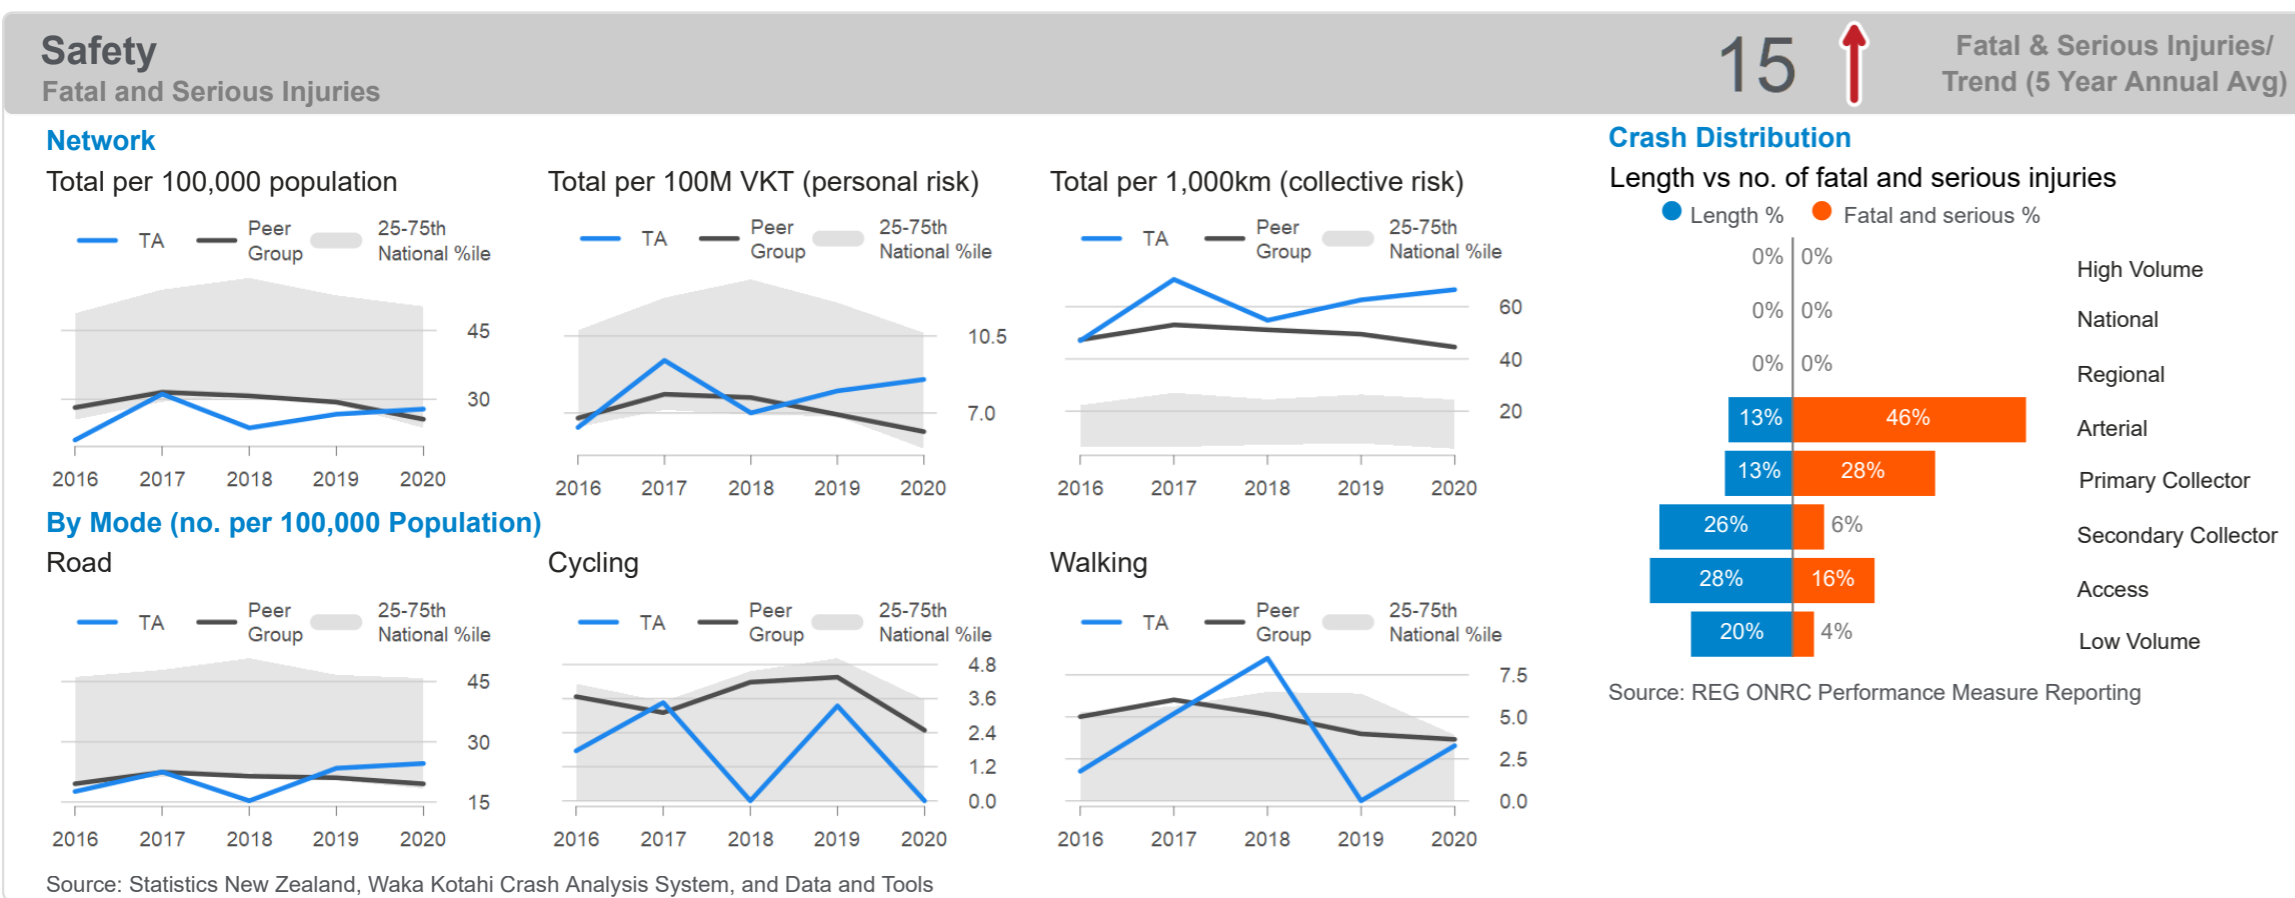 Safety
Fatal and Serious Injuries
15
Fatal & Serious Injuries/
Trend (5 Year Annual Avg)
Network
Total per 100,000 population
TA
Peer
Group
25-75th
National %ile
45
30
2016 2017 2018 2019 2020
Total per 100M VKT (personal risk)
TA
Peer
Group
25-75th
National %ile
10.5
7.0
2016 2017 2018 2019 2020
Total per 1,000km (collective risk)
TA
Peer
Group
25-75th
National %ile
60
40
20
2016 2017 2018 2019 2020
By Mode (no. per 100,000 Population)
Road
TA
Peer
Group
25-75th
National %ile
45
30
15
2016 2017 2018 2019 2020
Cycling
TA
Peer
Group
25-75th
National %ile
4.8
3.6
2.4
1.2
0.0
2016 2017 2018 2019 2020
Walking
TA
Peer
Group
25-75th
National %ile
7.5
5.0
2.5
0.0
2016 2017 2018 2019 2020
Source: Statistics New Zealand, Waka Kotahi Crash Analysis System, and Data and Tools
Crash Distribution
Length vs no. of fatal and serious injuries
Length % Fatal and serious %
0% 0% High Volume
0% 0% National
0% 0% Regional
13% 46% Arterial
13% 28% Primary Collector
26% 6% Secondary Collector
28% 16% Access
20% 4% Low Volume
Source: REG ONRC Performance Measure Reporting